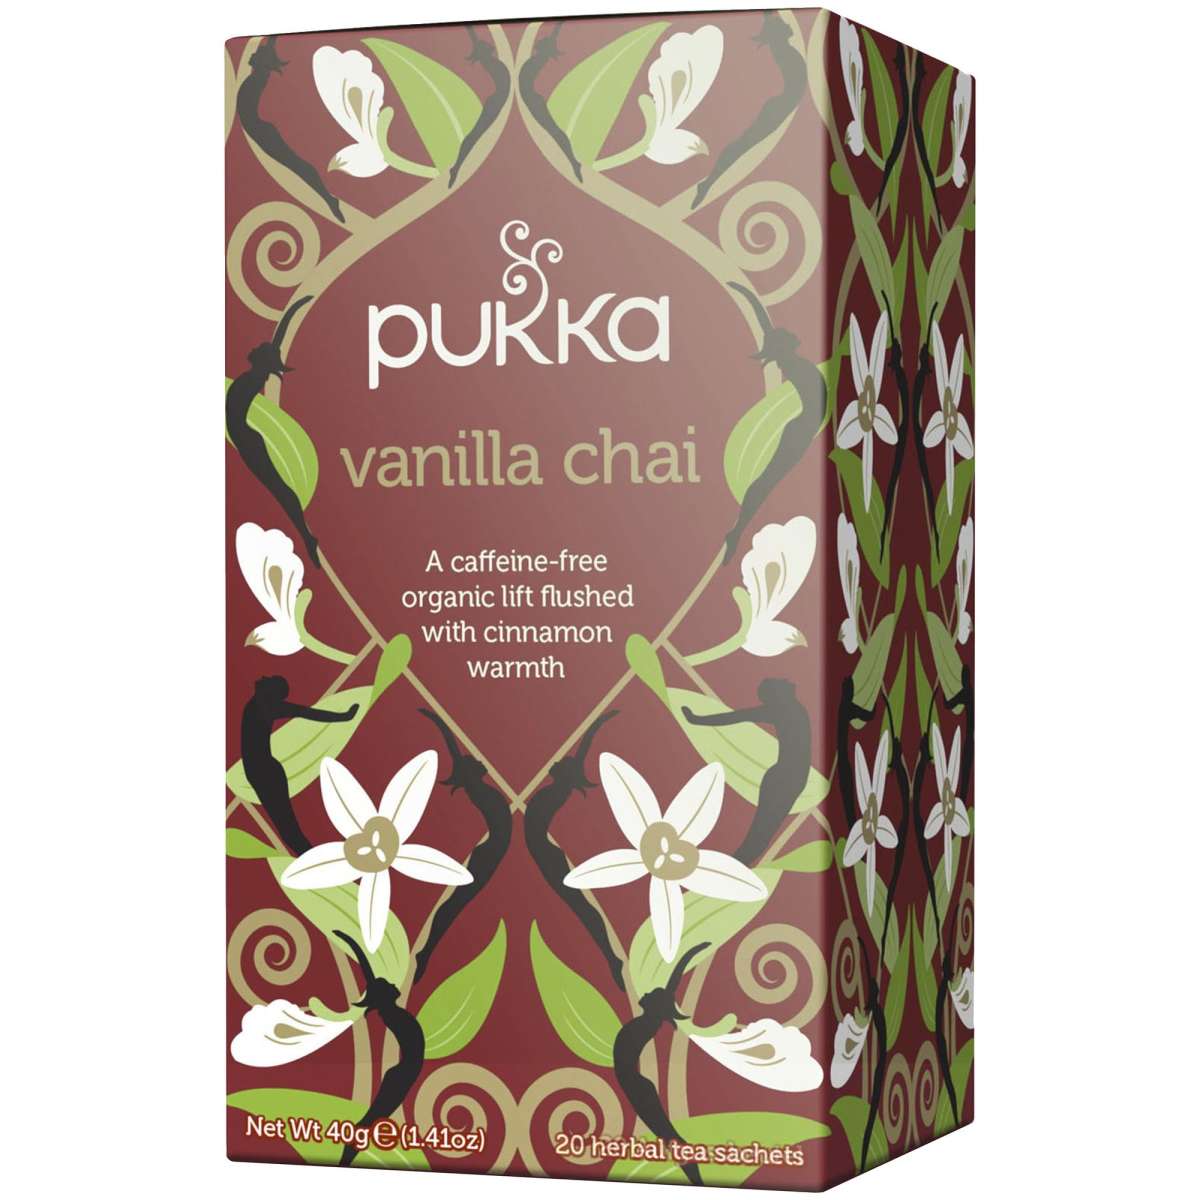 pukka
vanilla chai
A caffeine-free
organic lift flushed
with cinnamon
warmth
Net Wt 40g e (1.41oz)
20 herbal tea sachets